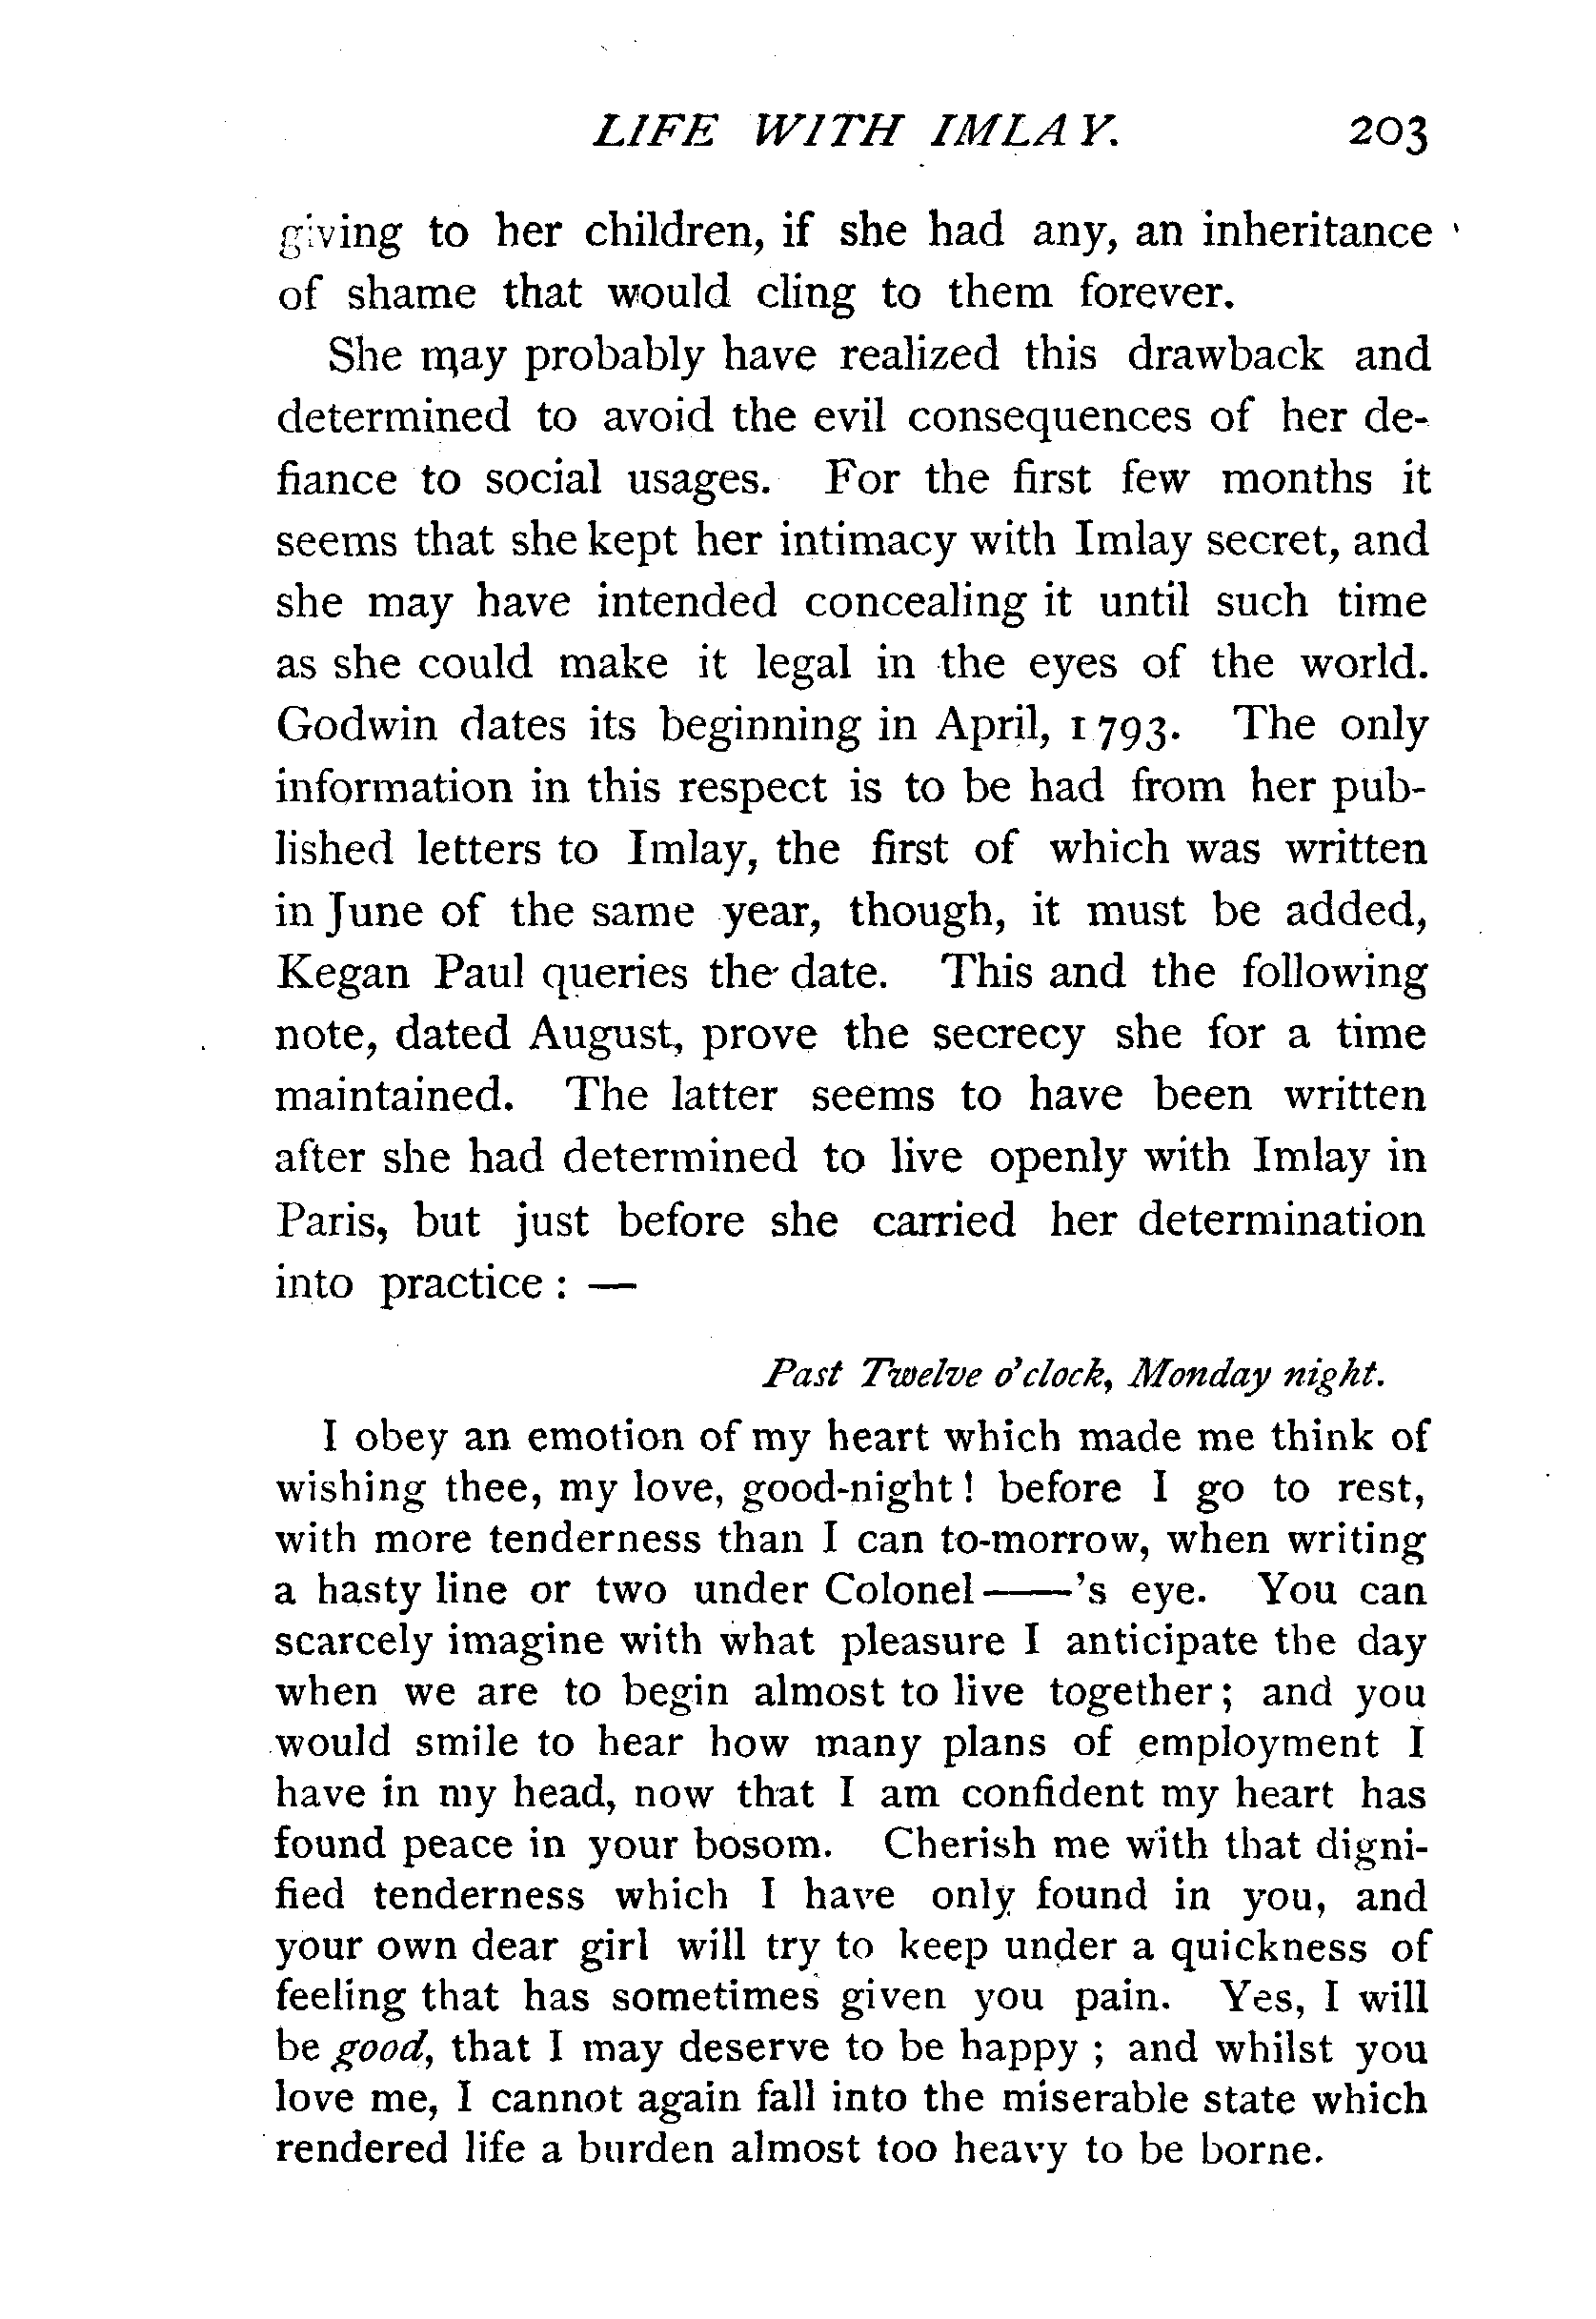 LIFE WITH IMLAY. 203
giving to her children, if she had any, an inheritance
of shame that would cling to them forever.
She may probably have realized this drawback and
determined to avoid the evil consequences of her de-
fiance to social usages. For the first few months it
seems that she kept her intimacy with Imlay secret, and
she may have intended concealing it until such time
as she could make it legal in the eyes of the world.
Godwin dates its beginning in April, 1793. The only
information in this respect is to be had from her pub-
lished letters to Imlay, the first of which was written
in June of the same year, though, it must be added,
Kegan Paul queries the date. This and the following
note, dated August, prove the secrecy she for a time
maintained. The latter seems to have been written
after she had determined to live openly with Imlay in
Paris, but just before she carried her determination
into practice : —
Past Twelve o'clock, Monday night.
I obey an emotion of my heart which made me think of
wishing thee, my love, good-night ! before I go to rest,
with more tenderness than I can to-morrow, when writing
a hasty line or two under Colonel——'s eye. You can
scarcely imagine with what pleasure I anticipate the day
when we are to begin almost to live together; and you
would smile to hear how many plans of employment I
have in my head, now that I am confident my heart has
found peace in your bosom. Cherish me with that digni-
fied tenderness which I have only found in you, and
your own dear girl will try to keep under a quickness of
feeling that has sometimes given you pain. Yes, I will
be good, that I may deserve to be happy ; and whilst you
love me, I cannot again fall into the miserable state which
rendered life a burden almost too heavy to be borne.